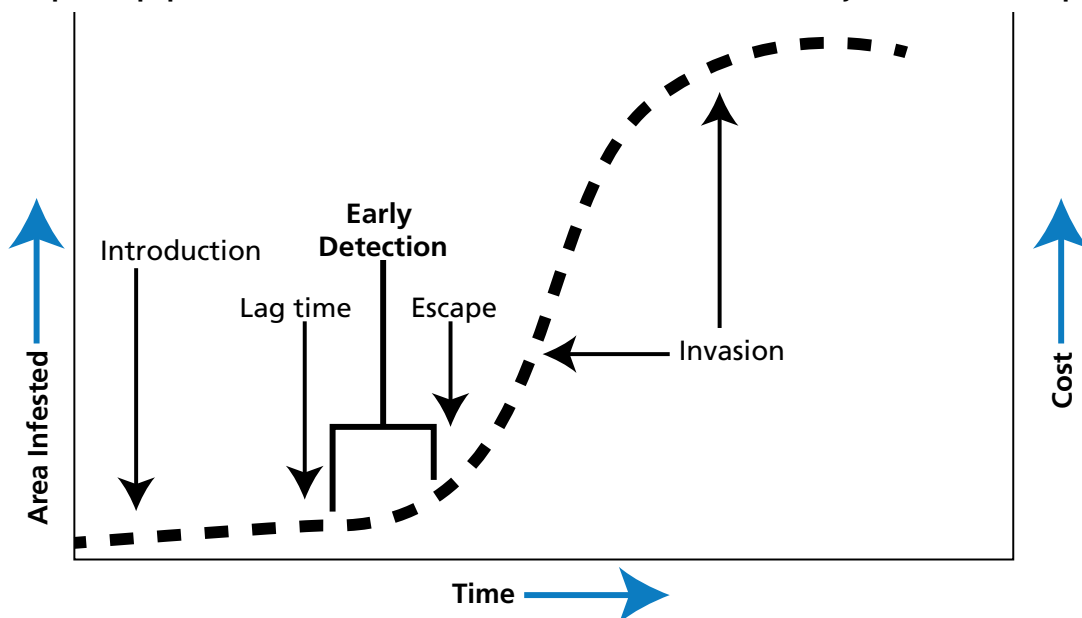 Introduction
Early
Detection
Lag time
Escape
Invasion
Area Infested
Cost
Time